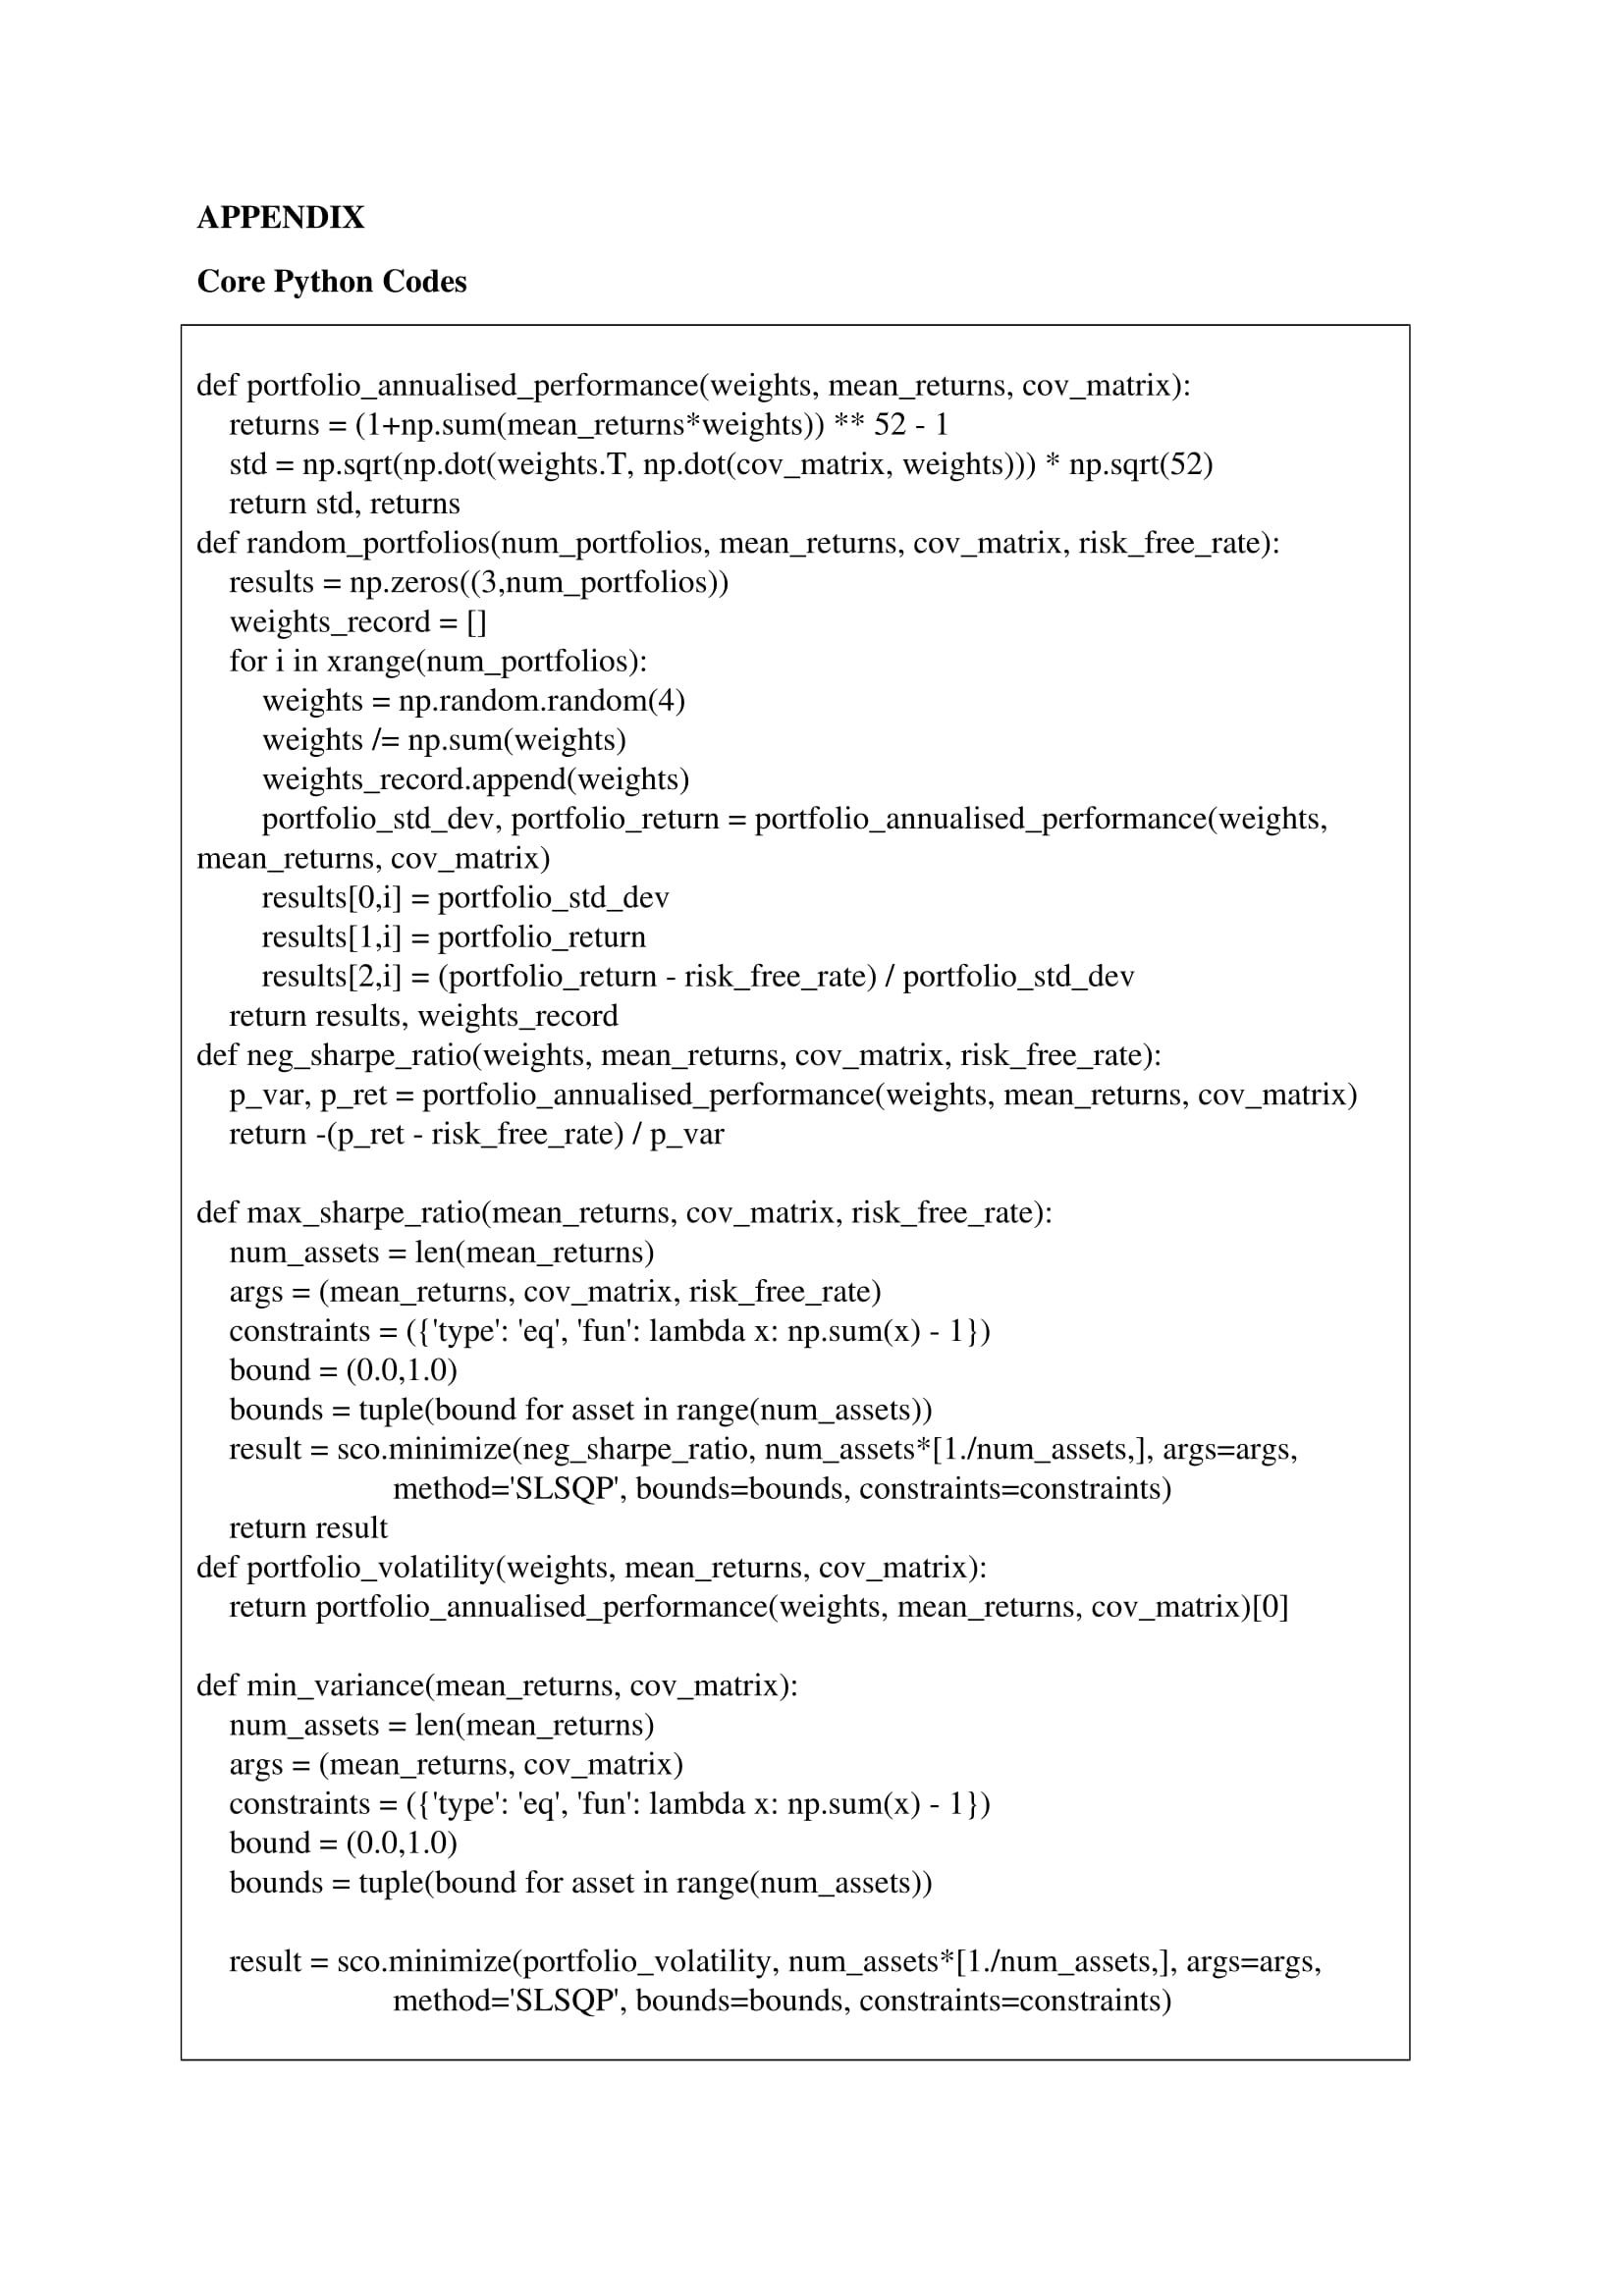 APPENDIX
Core Python Codes
def portfolio_annualised_performance(weights, mean_returns, cov_matrix):
    returns = (1+np.sum(mean_returns*weights)) ** 52 - 1
    std = np.sqrt(np.dot(weights.T, np.dot(cov_matrix, weights))) * np.sqrt(52)
    return std, returns
def random_portfolios(num_portfolios, mean_returns, cov_matrix, risk_free_rate):
    results = np.zeros((3,num_portfolios))
    weights_record = []
    for i in xrange(num_portfolios):
        weights = np.random.random(4)
        weights /= np.sum(weights)
        weights_record.append(weights)
        portfolio_std_dev, portfolio_return = portfolio_annualised_performance(weights,
mean_returns, cov_matrix)
        results[0,i] = portfolio_std_dev
        results[1,i] = portfolio_return
        results[2,i] = (portfolio_return - risk_free_rate) / portfolio_std_dev
    return results, weights_record
def neg_sharpe_ratio(weights, mean_returns, cov_matrix, risk_free_rate):
    p_var, p_ret = portfolio_annualised_performance(weights, mean_returns, cov_matrix)
    return -(p_ret - risk_free_rate) / p_var

def max_sharpe_ratio(mean_returns, cov_matrix, risk_free_rate):
    num_assets = len(mean_returns)
    args = (mean_returns, cov_matrix, risk_free_rate)
    constraints = ({'type': 'eq', 'fun': lambda x: np.sum(x) - 1})
    bound = (0.0,1.0)
    bounds = tuple(bound for asset in range(num_assets))
    result = sco.minimize(neg_sharpe_ratio, num_assets*[1./num_assets,], args=args,
                        method='SLSQP', bounds=bounds, constraints=constraints)
    return result
def portfolio_volatility(weights, mean_returns, cov_matrix):
    return portfolio_annualised_performance(weights, mean_returns, cov_matrix)[0]

def min_variance(mean_returns, cov_matrix):
    num_assets = len(mean_returns)
    args = (mean_returns, cov_matrix)
    constraints = ({'type': 'eq', 'fun': lambda x: np.sum(x) - 1})
    bound = (0.0,1.0)
    bounds = tuple(bound for asset in range(num_assets))

    result = sco.minimize(portfolio_volatility, num_assets*[1./num_assets,], args=args,
                        method='SLSQP', bounds=bounds, constraints=constraints)